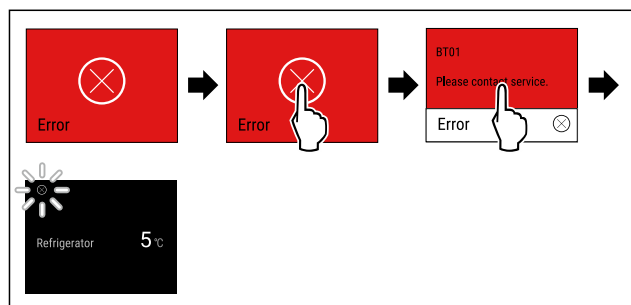 Error
Error
BT01
Please contact service.
Error
Refrigerator 5 °C